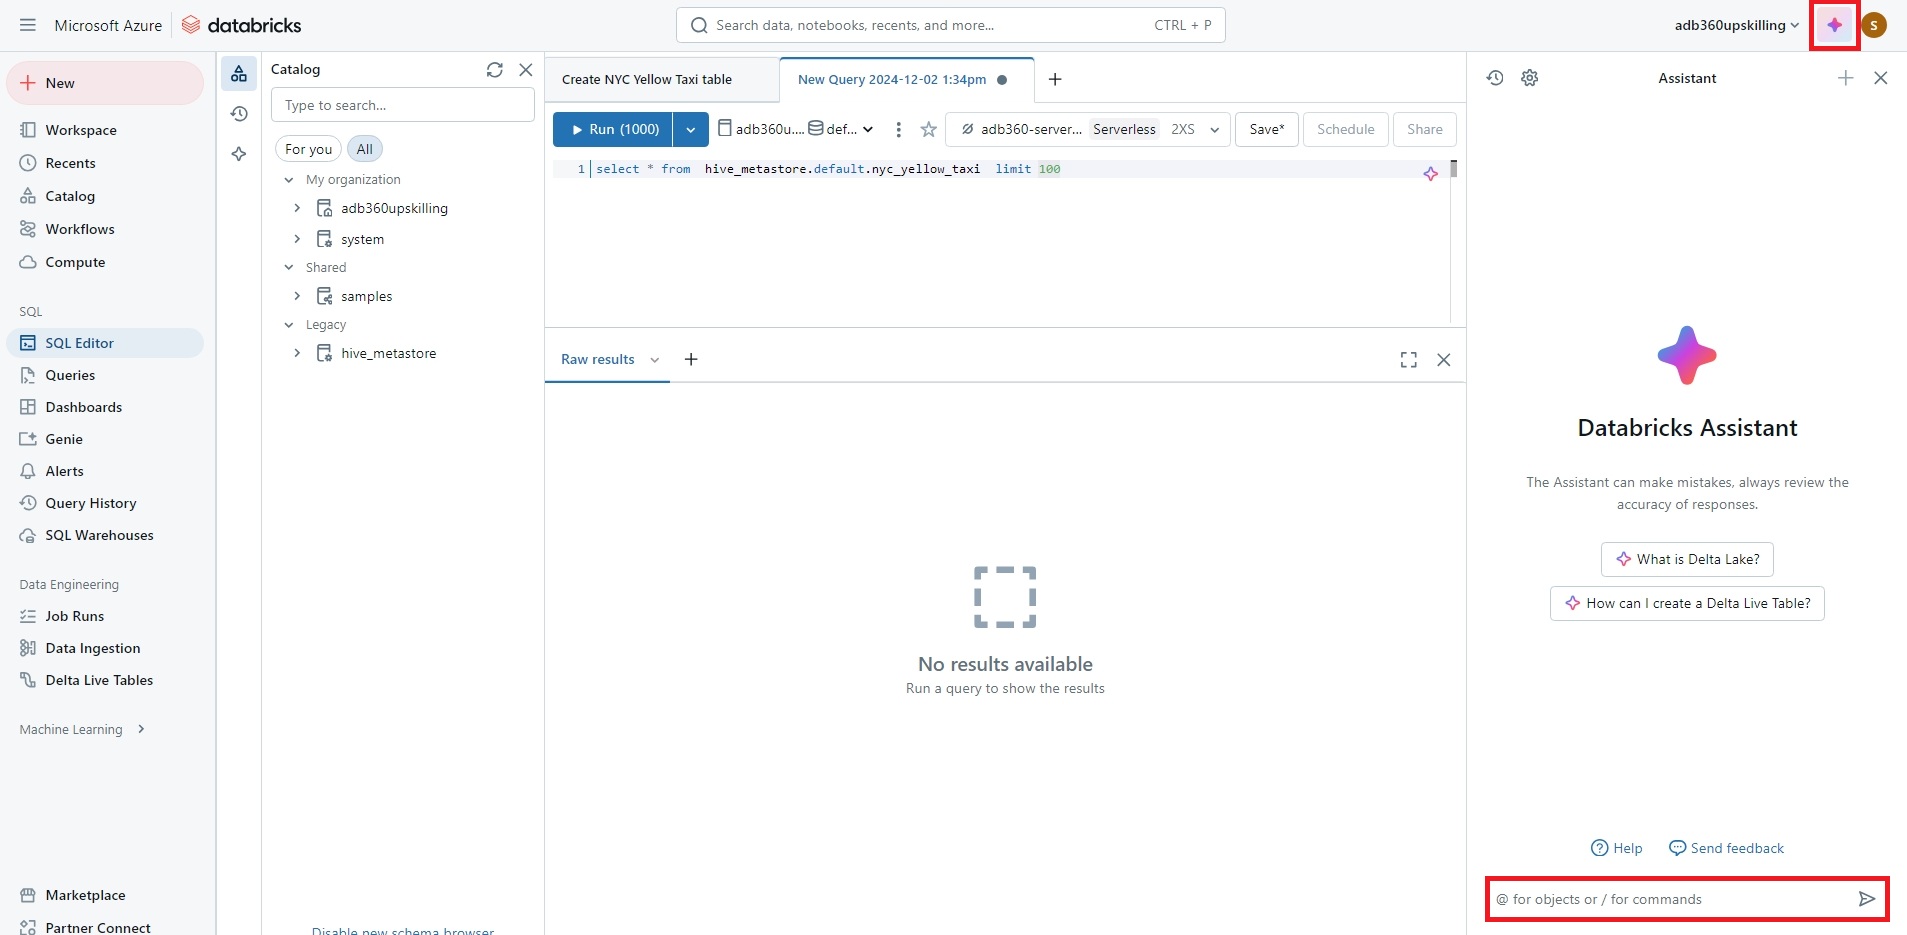 Microsoft Azure databricks
Search data, notebooks, recents, and more... CTRL + P
adb360upskilling S
New
Workspace
Recents
Catalog
Workflows
Compute
SQL
SQL Editor
Queries
Dashboards
Genie
Alerts
Query History
SQL Warehouses
Data Engineering
Job Runs
Data Ingestion
Delta Live Tables
Machine Learning
Marketplace
Partner Connect
Catalog
Type to search...
For you All
My organization
adb360upskilling
system
Shared
samples
Legacy
hive_metastore
Disable new schema browser
Create NYC Yellow Taxi table New Query 2024-12-02 1:34pm
Run (1000) adb360u.... def... adb360-server... Serverless 2XS Save* Schedule Share
1 select * from hive_metastore.default.nyc_yellow_taxi limit 100
Raw results
No results available
Run a query to show the results
Assistant
Databricks Assistant
The Assistant can make mistakes, always review the
accuracy of responses.
What is Delta Lake?
How can I create a Delta Live Table?
Help Send feedback
@ for objects or / for commands